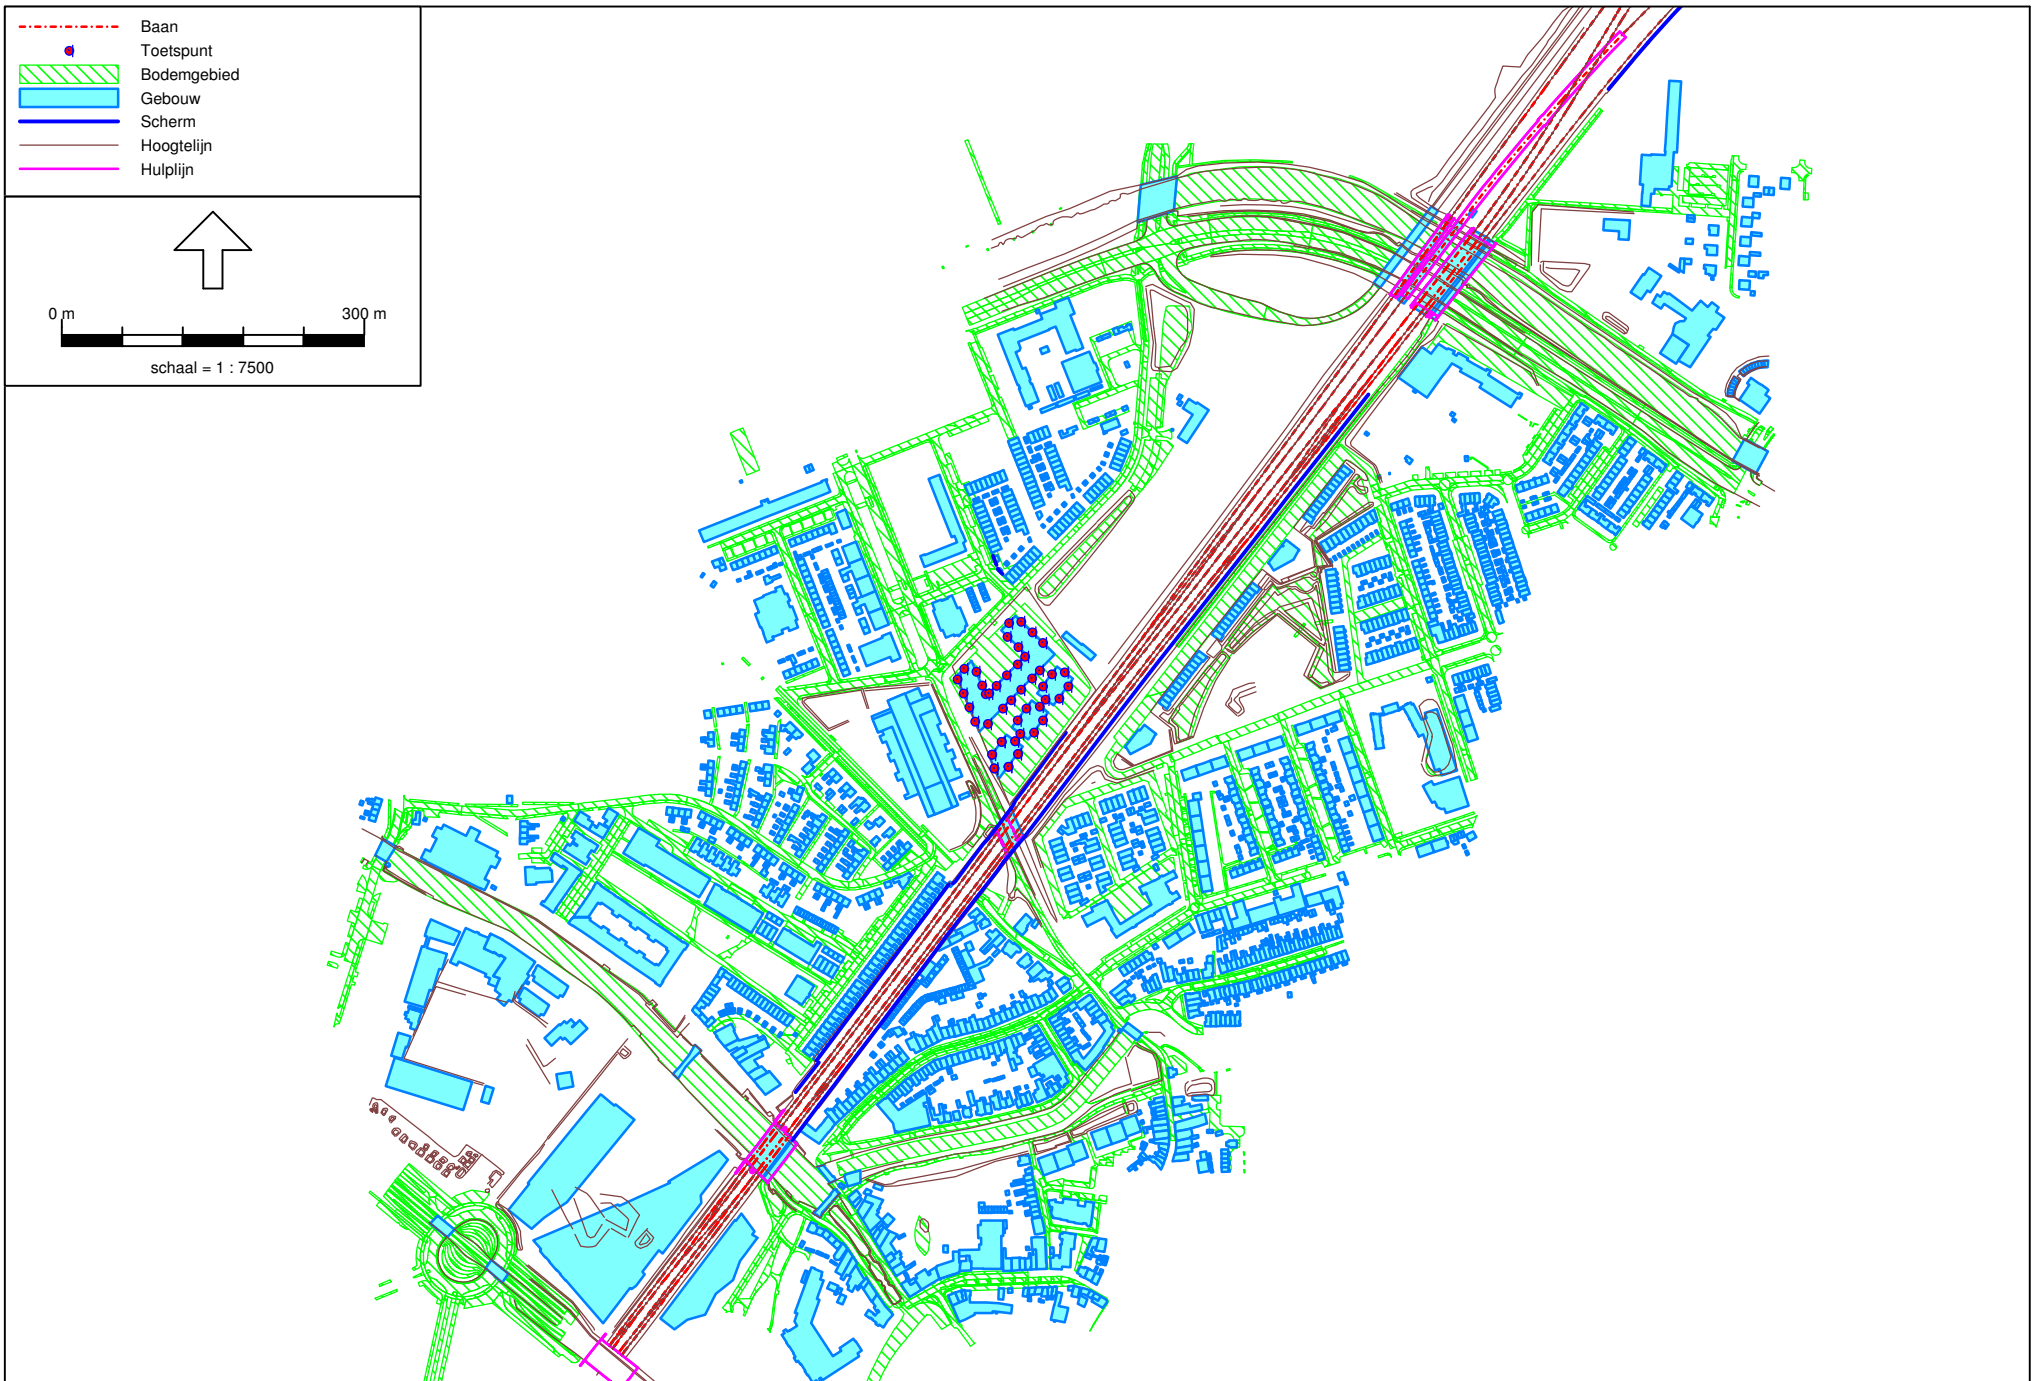 Baan
Toetspunt
Bodemgebied
Gebouw
Scherm
Hoogtelijn
Hulplijn
0 m 300 m
schaal = 1 : 7500